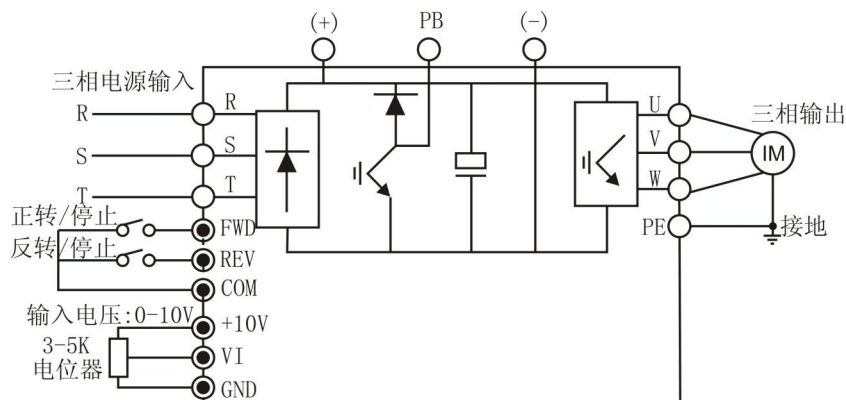 (+) PB (-)
三相电源输入
R R
S S
T T
U
V
W
三相输出
IM
PE 接地
正转/停止 FWD
反转/停止 REV
COM
输入电压:0-10V +10V
3-5K
电位器
VI
GND